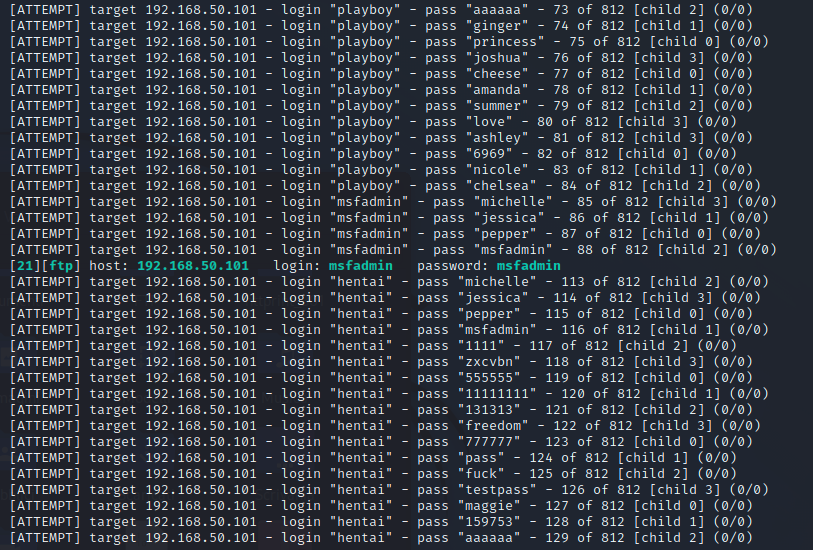 [ATTEMPT] target 192.168.50.101 - login "playboy" - pass "aaaaaa" - 73 of 812 [child 2] (0/0)
[ATTEMPT] target 192.168.50.101 - login "playboy" - pass "ginger" - 74 of 812 [child 1] (0/0)
[ATTEMPT] target 192.168.50.101 - login "playboy" - pass "princess" - 75 of 812 [child 0] (0/0)
[ATTEMPT] target 192.168.50.101 - login "playboy" - pass "joshua" - 76 of 812 [child 3] (0/0)
[ATTEMPT] target 192.168.50.101 - login "playboy" - pass "cheese" - 77 of 812 [child 0] (0/0)
[ATTEMPT] target 192.168.50.101 - login "playboy" - pass "amanda" - 78 of 812 [child 1] (0/0)
[ATTEMPT] target 192.168.50.101 - login "playboy" - pass "summer" - 79 of 812 [child 2] (0/0)
[ATTEMPT] target 192.168.50.101 - login "playboy" - pass "love" - 80 of 812 [child 3] (0/0)
[ATTEMPT] target 192.168.50.101 - login "playboy" - pass "ashley" - 81 of 812 [child 3] (0/0)
[ATTEMPT] target 192.168.50.101 - login "playboy" - pass "6969" - 82 of 812 [child 0] (0/0)
[ATTEMPT] target 192.168.50.101 - login "playboy" - pass "nicole" - 83 of 812 [child 1] (0/0)
[ATTEMPT] target 192.168.50.101 - login "playboy" - pass "chelsea" - 84 of 812 [child 2] (0/0)
[ATTEMPT] target 192.168.50.101 - login "msfadmin" - pass "michelle" - 85 of 812 [child 3] (0/0)
[ATTEMPT] target 192.168.50.101 - login "msfadmin" - pass "jessica" - 86 of 812 [child 1] (0/0)
[ATTEMPT] target 192.168.50.101 - login "msfadmin" - pass "pepper" - 87 of 812 [child 0] (0/0)
[ATTEMPT] target 192.168.50.101 - login "msfadmin" - pass "msfadmin" - 88 of 812 [child 2] (0/0)
[21][ftp] host: 192.168.50.101   login: msfadmin   password: msfadmin
[ATTEMPT] target 192.168.50.101 - login "hentai" - pass "michelle" - 113 of 812 [child 2] (0/0)
[ATTEMPT] target 192.168.50.101 - login "hentai" - pass "jessica" - 114 of 812 [child 3] (0/0)
[ATTEMPT] target 192.168.50.101 - login "hentai" - pass "pepper" - 115 of 812 [child 0] (0/0)
[ATTEMPT] target 192.168.50.101 - login "hentai" - pass "msfadmin" - 116 of 812 [child 1] (0/0)
[ATTEMPT] target 192.168.50.101 - login "hentai" - pass "1111" - 117 of 812 [child 2] (0/0)
[ATTEMPT] target 192.168.50.101 - login "hentai" - pass "zxcvbn" - 118 of 812 [child 3] (0/0)
[ATTEMPT] target 192.168.50.101 - login "hentai" - pass "555555" - 119 of 812 [child 0] (0/0)
[ATTEMPT] target 192.168.50.101 - login "hentai" - pass "11111111" - 120 of 812 [child 1] (0/0)
[ATTEMPT] target 192.168.50.101 - login "hentai" - pass "131313" - 121 of 812 [child 2] (0/0)
[ATTEMPT] target 192.168.50.101 - login "hentai" - pass "freedom" - 122 of 812 [child 3] (0/0)
[ATTEMPT] target 192.168.50.101 - login "hentai" - pass "777777" - 123 of 812 [child 0] (0/0)
[ATTEMPT] target 192.168.50.101 - login "hentai" - pass "pass" - 124 of 812 [child 1] (0/0)
[ATTEMPT] target 192.168.50.101 - login "hentai" - pass "fuck" - 125 of 812 [child 2] (0/0)
[ATTEMPT] target 192.168.50.101 - login "hentai" - pass "testpass" - 126 of 812 [child 3] (0/0)
[ATTEMPT] target 192.168.50.101 - login "hentai" - pass "maggie" - 127 of 812 [child 0] (0/0)
[ATTEMPT] target 192.168.50.101 - login "hentai" - pass "159753" - 128 of 812 [child 1] (0/0)
[ATTEMPT] target 192.168.50.101 - login "hentai" - pass "aaaaaa" - 129 of 812 [child 2] (0/0)